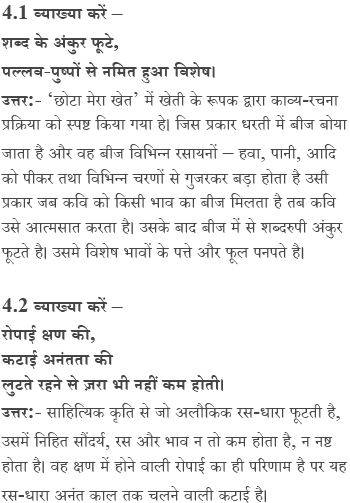 4.1 व्याख्या करें –
शब्द के अंकुर फूटे,
पल्लव-पुष्पों से नमित हुआ विशेष।
उत्तर:- ‘छोटा मेरा खेत’ में खेती के रूपक द्वारा काव्य-रचना
प्रक्रिया को स्पष्ट किया गया है। जिस प्रकार धरती में बीज बोया
जाता है और वह बीज विभिन्न रसायनों – हवा, पानी, आदि
को पीकर तथा विभिन्न चरणों से गुजरकर बड़ा होता है उसी
प्रकार जब कवि को किसी भाव का बीज मिलता है तब कवि
उसे आत्मसात करता है। उसके बाद बीज में से शब्दरुपी अंकुर
फूटते है। उसमे विशेष भावों के पत्ते और फूल पनपते है।
4.2 व्याख्या करें –
रोपाई क्षण की,
कटाई अनंतता की
लुटते रहने से ज़रा भी नहीं कम होती।
उत्तर:- साहित्यिक कृति से जो अलौकिक रस-धारा फूटती है,
उसमें निहित सौंदर्य, रस और भाव न तो कम होता है, न नष्ट
होता है। वह क्षण में होने वाली रोपाई का ही परिणाम है पर यह
रस-धारा अनंत काल तक चलने वाली कटाई है।